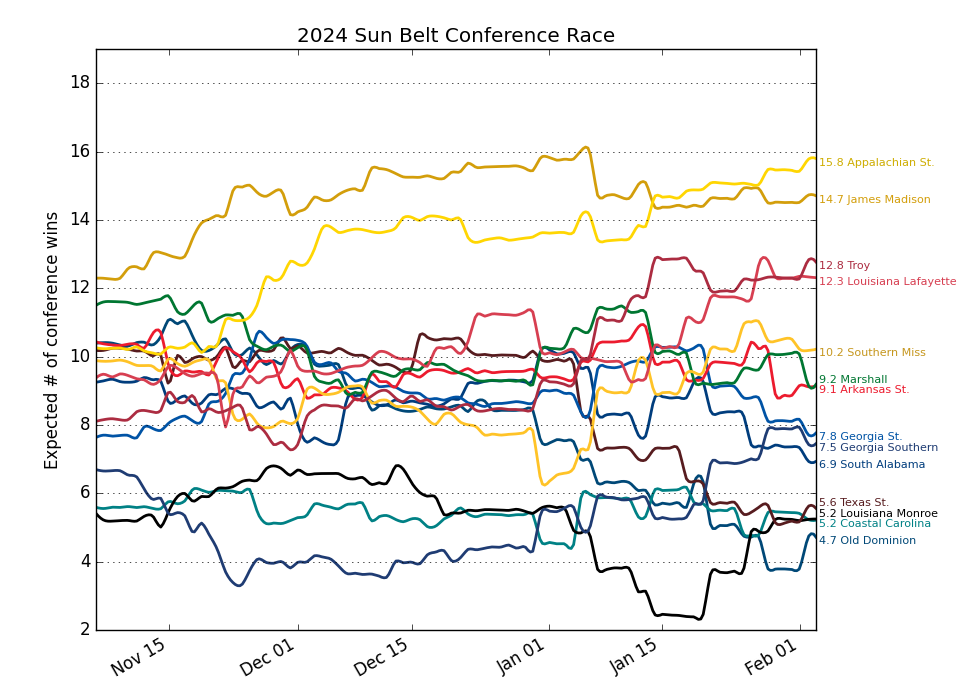 2024 Sun Belt Conference Race
Expected # of conference wins
18
16
14
12
10
8
6
4
2
Nov 15
Dec 01
Dec 15
Jan 01
Jan 15
Feb 01
15.8 Appalachian St.
14.7 James Madison
12.8 Troy
12.3 Louisiana Lafayette
10.2 Southern Miss
9.2 Marshall
9.1 Arkansas St.
7.8 Georgia St.
7.5 Georgia Southern
6.9 South Alabama
5.6 Texas St.
5.2 Louisiana Monroe
5.2 Coastal Carolina
4.7 Old Dominion